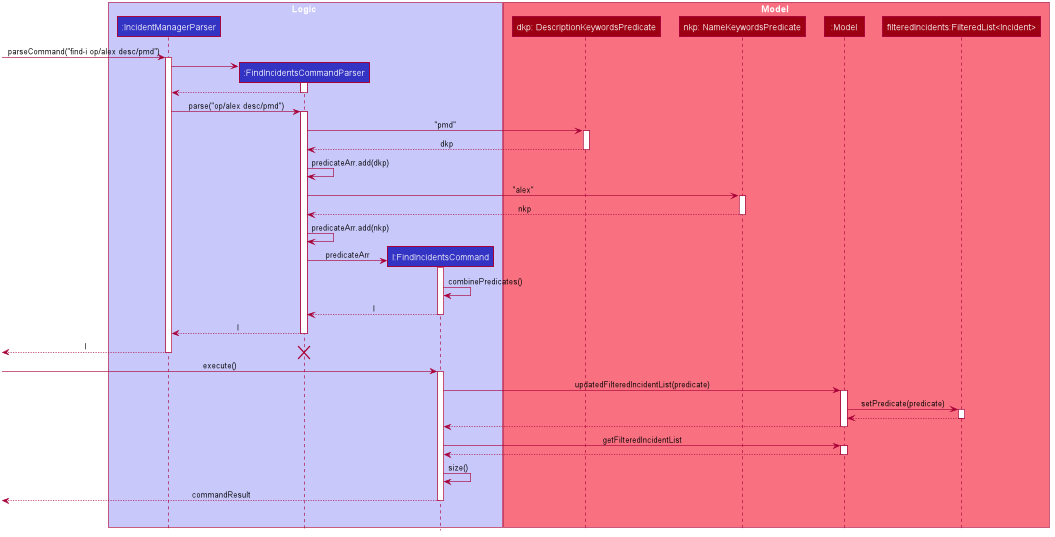 Logic
Model
:IncidentManagerParser
dkp: DescriptionKeywordsPredicate
nkp: NameKeywordsPredicate
:Model
filteredIncidents:FilteredList<Incident>
parseCommand("find-i op/alex desc/pmd")
:FindIncidentsCommandParser
parse("op/alex desc/pmd")
"pmd"
dkp
predicateArr.add(dkp)
"alex"
nkp
predicateArr.add(nkp)
predicateArr
I:FindIncidentsCommand
combinePredicates()
I
I
I
execute()
updatedFilteredIncidentList(predicate)
setPredicate(predicate)
getFilteredIncidentList
size()
commandResult